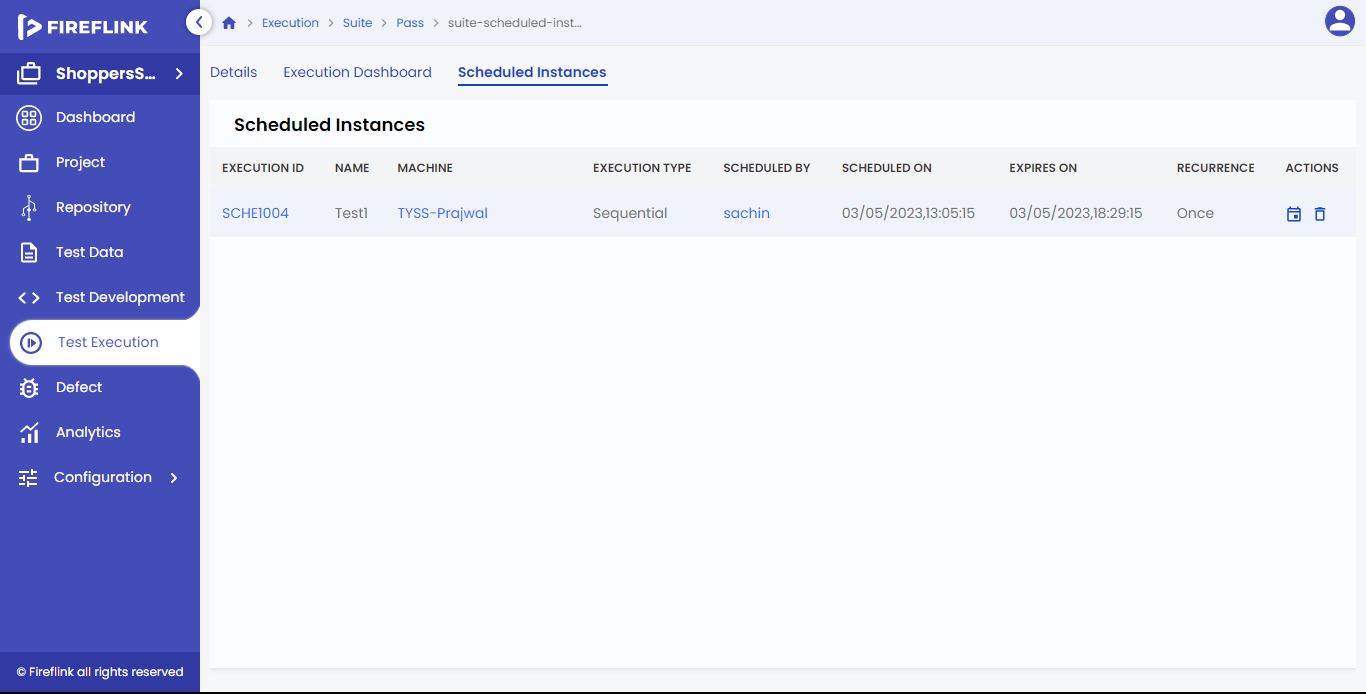 FIREFLINK
ShoppersS...
Dashboard
Project
Repository
Test Data
Test Development
Test Execution
Defect
Analytics
Configuration
© Fireflink all rights reserved
Execution > Suite > Pass > suite-scheduled-inst...
Details Execution Dashboard Scheduled Instances
Scheduled Instances
EXECUTION ID NAME MACHINE EXECUTION TYPE SCHEDULED BY SCHEDULED ON EXPIRES ON RECURRENCE ACTIONS
SCHE1004 Test1 TYSS-Prajwal Sequential sachin 03/05/2023,13:05:15 03/05/2023,18:29:15 Once